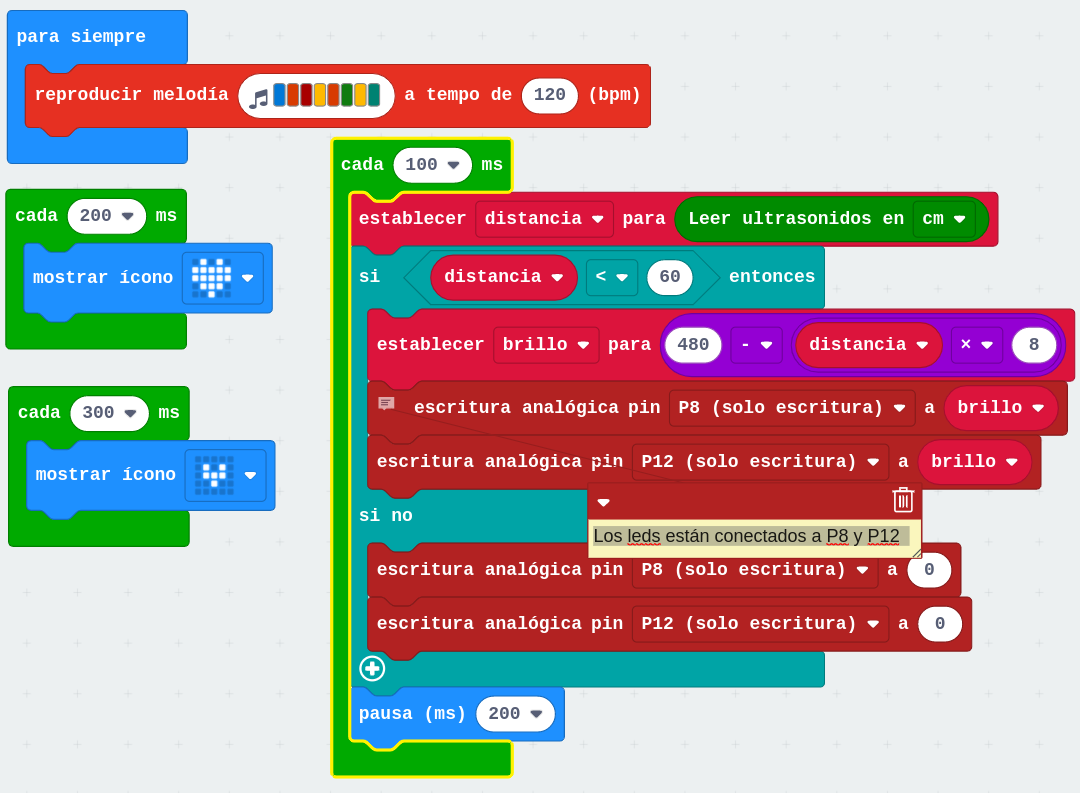 para siempre
reproducir melodía a tempo de 120 (bpm)
cada 200 ms
mostrar ícono
cada 300 ms
mostrar ícono
cada 100 ms
establecer distancia para Leer ultrasonidos en cm
si distancia < 60 entonces
establecer brillo para 480 - distancia × 8
escritura analógica pin P8 (solo escritura) a brillo
escritura analógica pin P12 (solo escritura) a brillo
si no
Los leds están conectados a P8 y P12
escritura analógica pin P8 (solo escritura) a 0
escritura analógica pin P12 (solo escritura) a 0
pausa (ms) 200